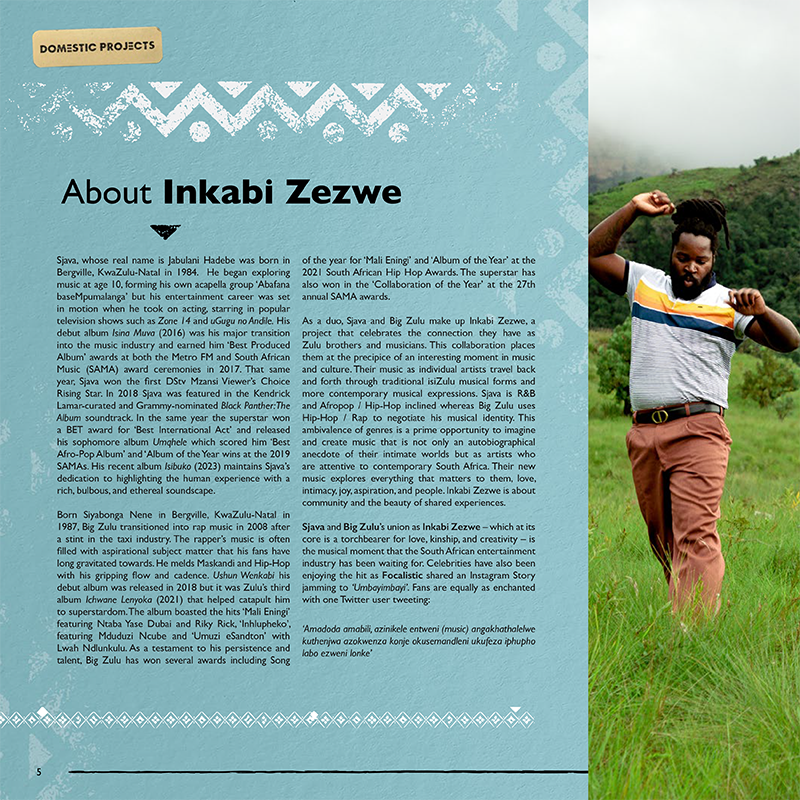 DOMESTIC PROJECTS
About Inkabi Zezwe
Sjava, whose real name is Jabulani Hadebe was born in
Bergville, KwaZulu-Natal in 1984. He began exploring
music at age 10, forming his own acapella group ‘Abafana
baseMpumalanga’ but his entertainment career was set
in motion when he took on acting, starring in popular
television shows such as Zone 14 and uGugu no Andile. His
debut album Isina Muva (2016) was his major transition
into the music industry and earned him ‘Best Produced
Album’ awards at both the Metro FM and South African
Music (SAMA) award ceremonies in 2017. That same
year, Sjava won the first DStv Mzansi Viewer’s Choice
Rising Star. In 2018 Sjava was featured in the Kendrick
Lamar-curated and Grammy-nominated Black Panther: The
Album soundtrack. In the same year the superstar won
a BET award for ‘Best International Act’ and released
his sophomore album Umqhele which scored him ‘Best
Afro-Pop Album’ and ‘Album of the Year wins at the 2019
SAMAs. His recent album Isibuko (2023) maintains Sjava’s
dedication to highlighting the human experience with a
rich, bulbous, and ethereal soundscape.
Born Siyabonga Nene in Bergville, KwaZulu-Natal in
1987, Big Zulu transitioned into rap music in 2008 after
a stint in the taxi industry. The rapper’s music is often
filled with aspirational subject matter that his fans have
long gravitated towards. He melds Maskandi and Hip-Hop
with his gripping flow and cadence. Ushun Wenkabi his
debut album was released in 2018 but it was Zulu’s third
album Ichwane Lenyoka (2021) that helped catapult him
to superstardom. The album boasted the hits ‘Mali Eningi’
featuring Ntaba Yase Dubai and Riky Rick, ‘Inhlupheko’,
featuring Mduduzi Ncube and ‘Umuzi eSandton’ with
Lwah Ndlunkulu. As a testament to his persistence and
talent, Big Zulu has won several awards including Song
of the year for ‘Mali Eningi’ and ‘Album of the Year’ at the
2021 South African Hip Hop Awards. The superstar has
also won in the ‘Collaboration of the Year’ at the 27th
annual SAMA awards.
As a duo, Sjava and Big Zulu make up Inkabi Zezwe, a
project that celebrates the connection they have as
Zulu brothers and musicians. This collaboration places
them at the precipice of an interesting moment in music
and culture. Their music as individual artists travel back
and forth through traditional isiZulu musical forms and
more contemporary musical expressions. Sjava is R&B
and Afropop / Hip-Hop inclined whereas Big Zulu uses
Hip-Hop / Rap to negotiate his musical identity. This
ambivalence of genres is a prime opportunity to imagine
and create music that is not only an autobiographical
anecdote of their intimate worlds but as artists who
are attentive to contemporary South Africa. Their new
music explores everything that matters to them, love,
intimacy, joy, aspiration, and people. Inkabi Zezwe is about
community and the beauty of shared experiences.
Sjava and Big Zulu’s union as Inkabi Zezwe – which at its
core is a torchbearer for love, kinship, and creativity – is
the musical moment that the South African entertainment
industry has been waiting for. Celebrities have also been
enjoying the hit as Focalistic shared an Instagram Story
jamming to ‘Umbayimbayi’. Fans are equally as enchanted
with one Twitter user tweeting:
‘Amadoda amabili, azinikele entweni (music) angakhathalelwe
kuthenjwa azokwenza konje okusemandleni ukufeza iphupho
labo ezweni lonke’
5